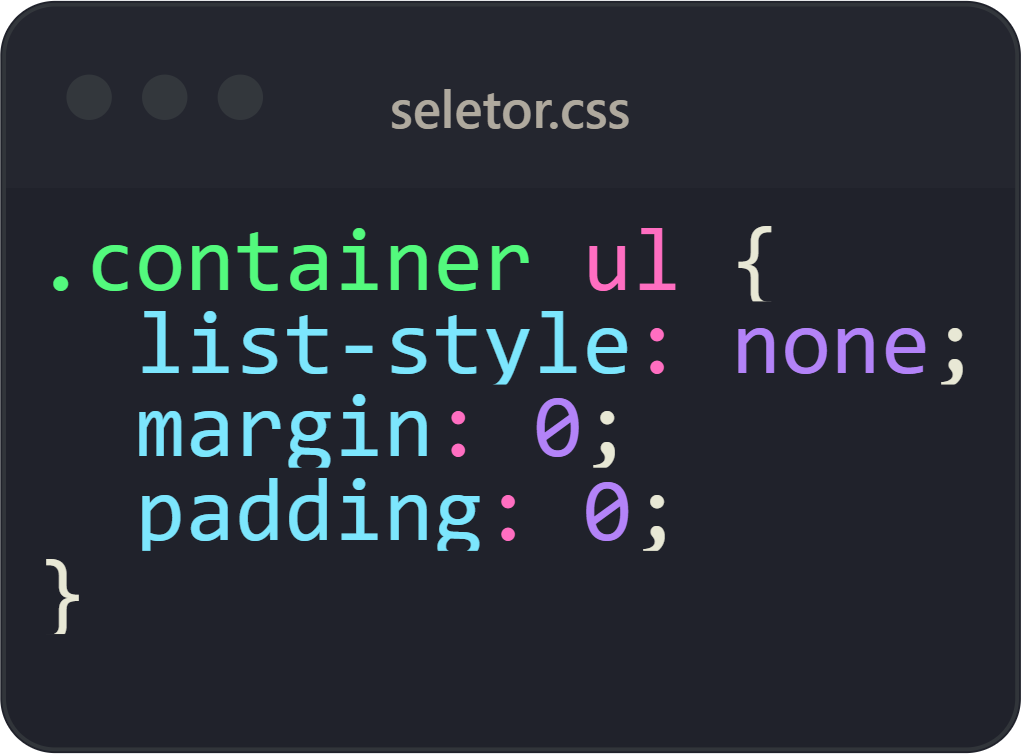 seletor.css
.container ul {
  list-style: none;
  margin: 0;
  padding: 0;
}